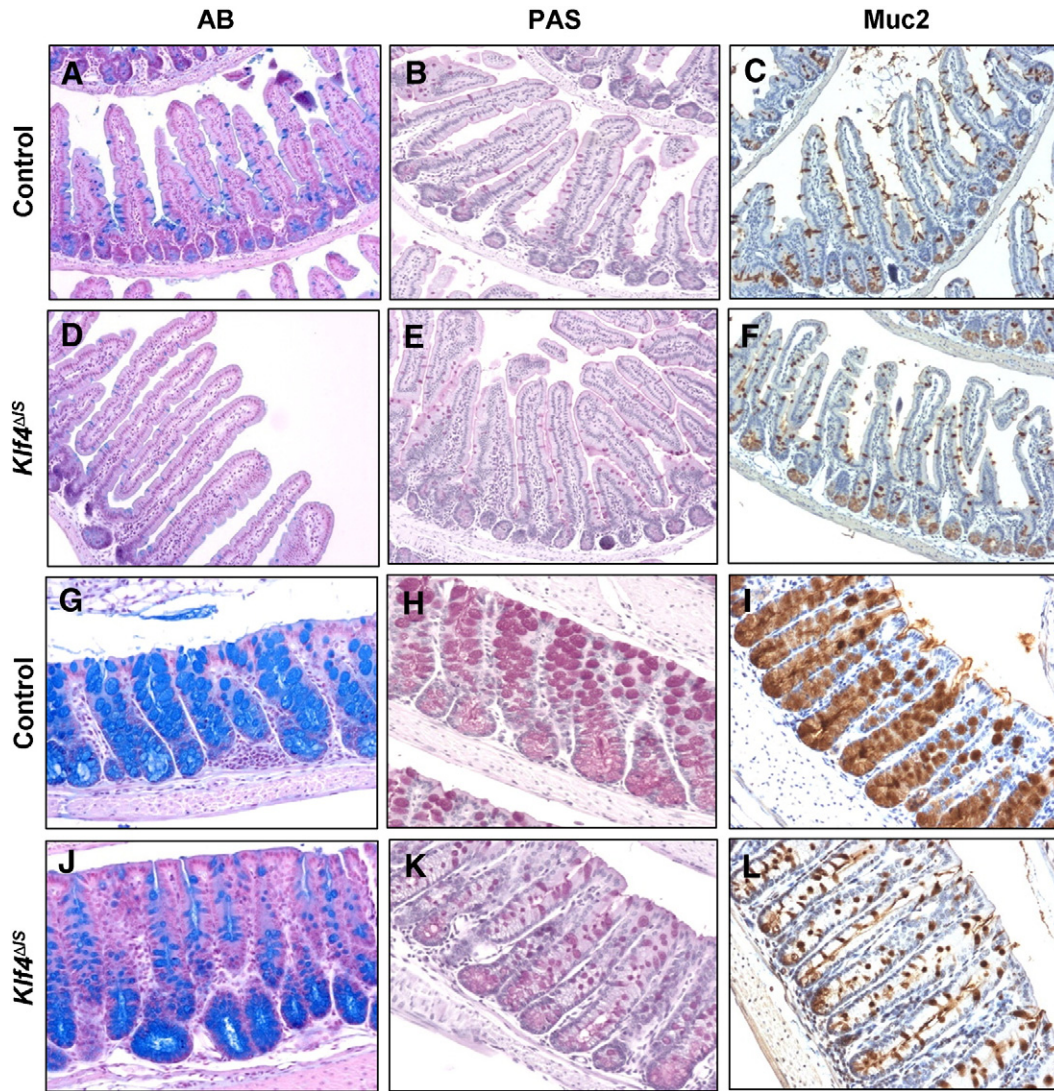 AB PAS Muc2
Control
A B C
Klf4ΔIS
D E F
Control
G H I
Klf4ΔIS
J K L